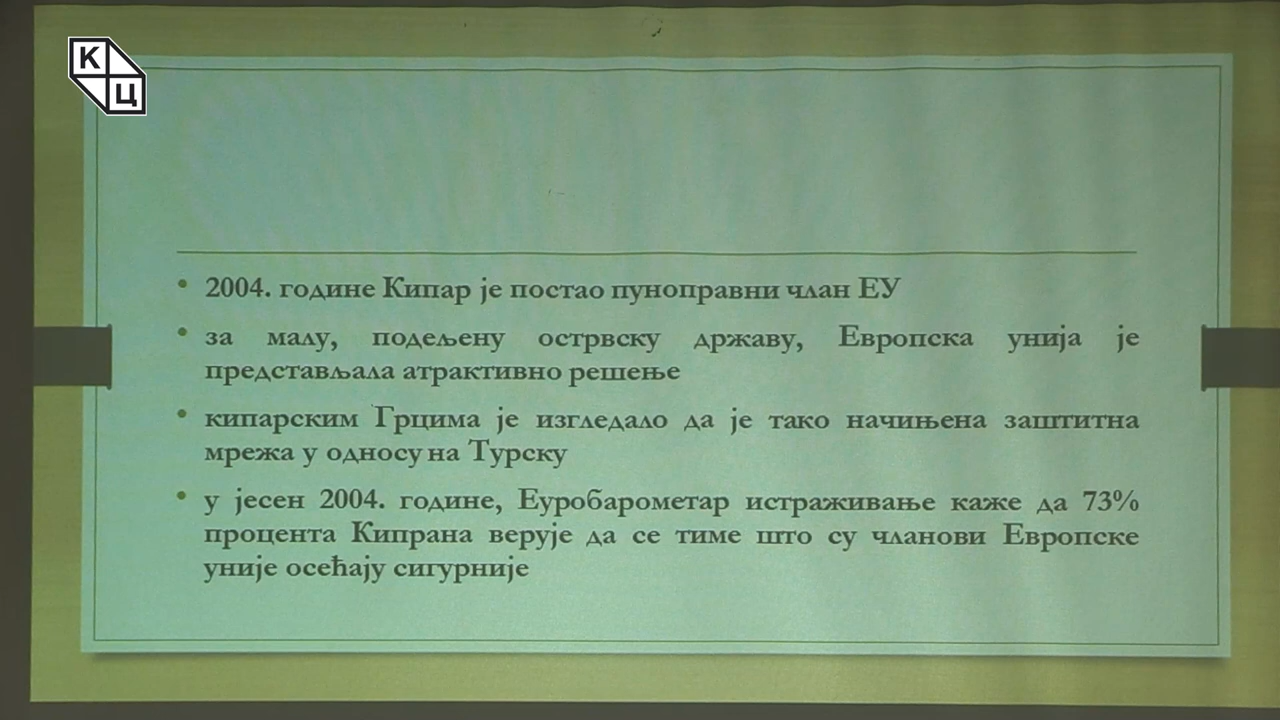 К
Ц
• 2004. године Кипар је постао пуноправни члан ЕУ
• за малу, подељену острвску државу, Европска унија је
представљала атрактивно решење
• кипарским Грцима је изгледало да је тако начињена заштитна
мрежа у односу на Турску
• у јесен 2004. године, Еуробарометар истраживање каже да 73%
процента Кипрана верује да се тиме што су чланови Европске
уније осећају сигурније